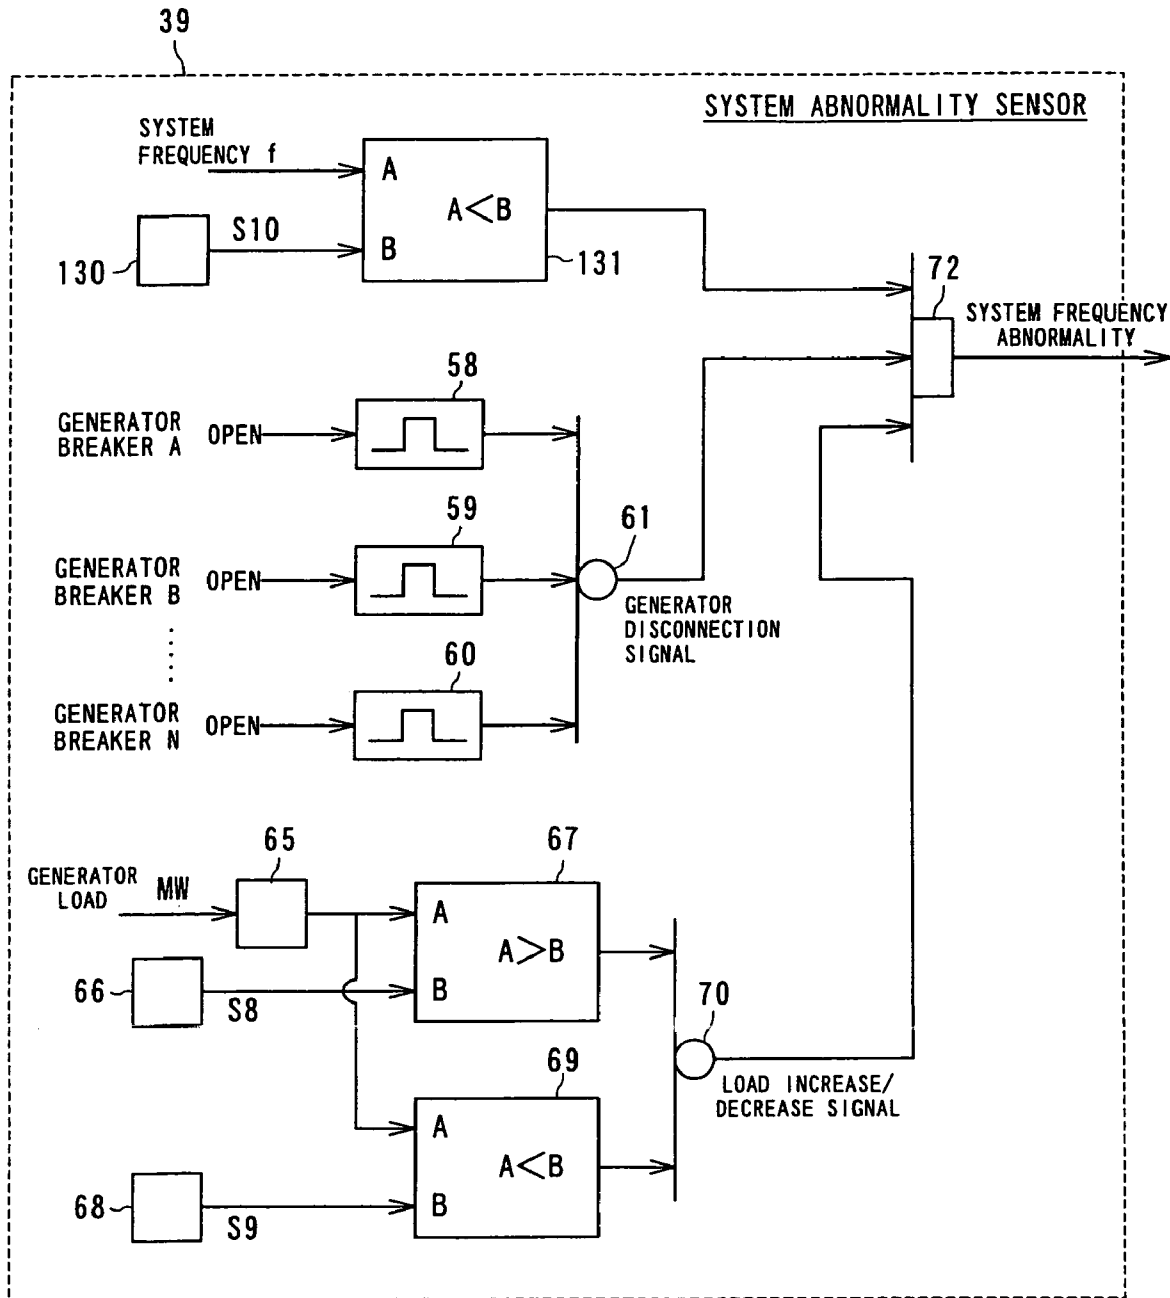 39
SYSTEM ABNORMALITY SENSOR
SYSTEM
FREQUENCY f
A
A<B
B
S10
130
131
72
SYSTEM FREQUENCY
ABNORMALITY
58
GENERATOR
BREAKER A
OPEN
59
61
GENERATOR
BREAKER B
OPEN
GENERATOR
DISCONNECTION
SIGNAL
60
GENERATOR
BREAKER N
OPEN
65
67
GENERATOR
LOAD
MW
A
A>B
B
66
S8
70
69
LOAD INCREASE/
DECREASE SIGNAL
A
A<B
B
68
S9